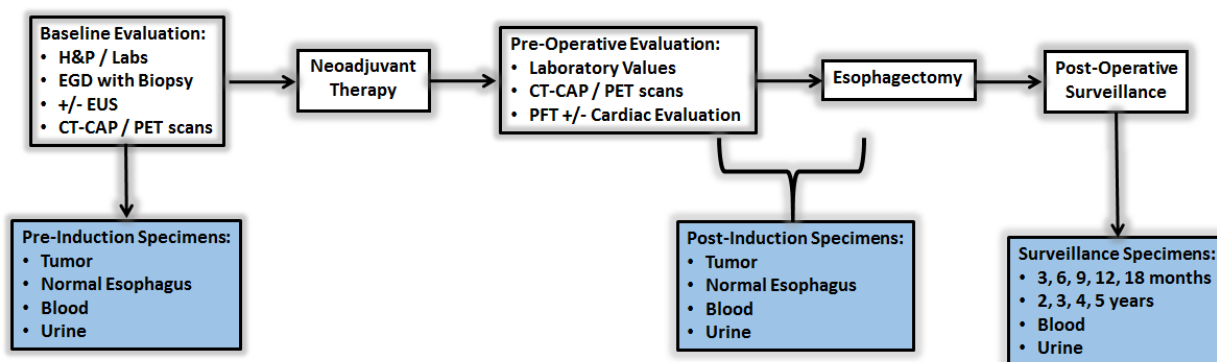 Baseline Evaluation:
• H&P / Labs
• EGD with Biopsy
• +/- EUS
• CT-CAP / PET scans
Neoadjuvant
Therapy
Pre-Operative Evaluation:
• Laboratory Values
• CT-CAP / PET scans
• PFT +/- Cardiac Evaluation
Esophagectomy
Post-Operative
Surveillance
Pre-Induction Specimens:
• Tumor
• Normal Esophagus
• Blood
• Urine
Post-Induction Specimens:
• Tumor
• Normal Esophagus
• Blood
• Urine
Surveillance Specimens:
• 3, 6, 9, 12, 18 months
• 2, 3, 4, 5 years
• Blood
• Urine